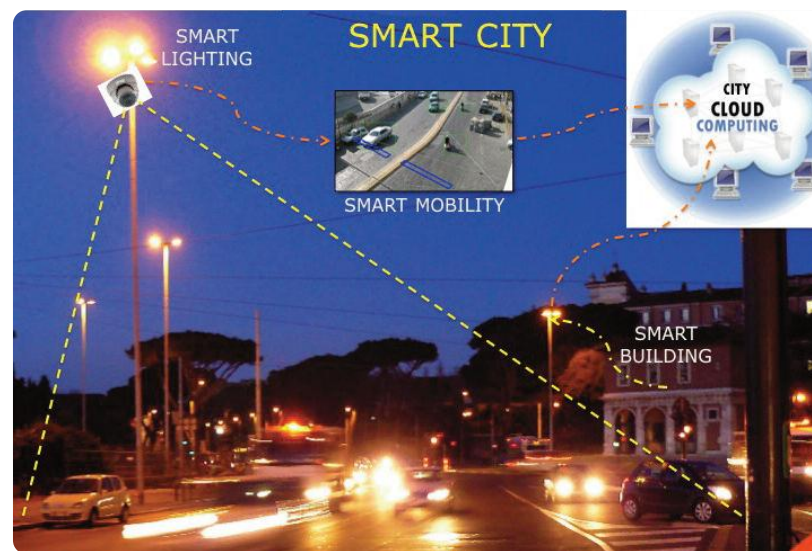 SMART
LIGHTING
SMART CITY
CITY
CLOUD
COMPUTING
SMART MOBILITY
SMART
BUILDING